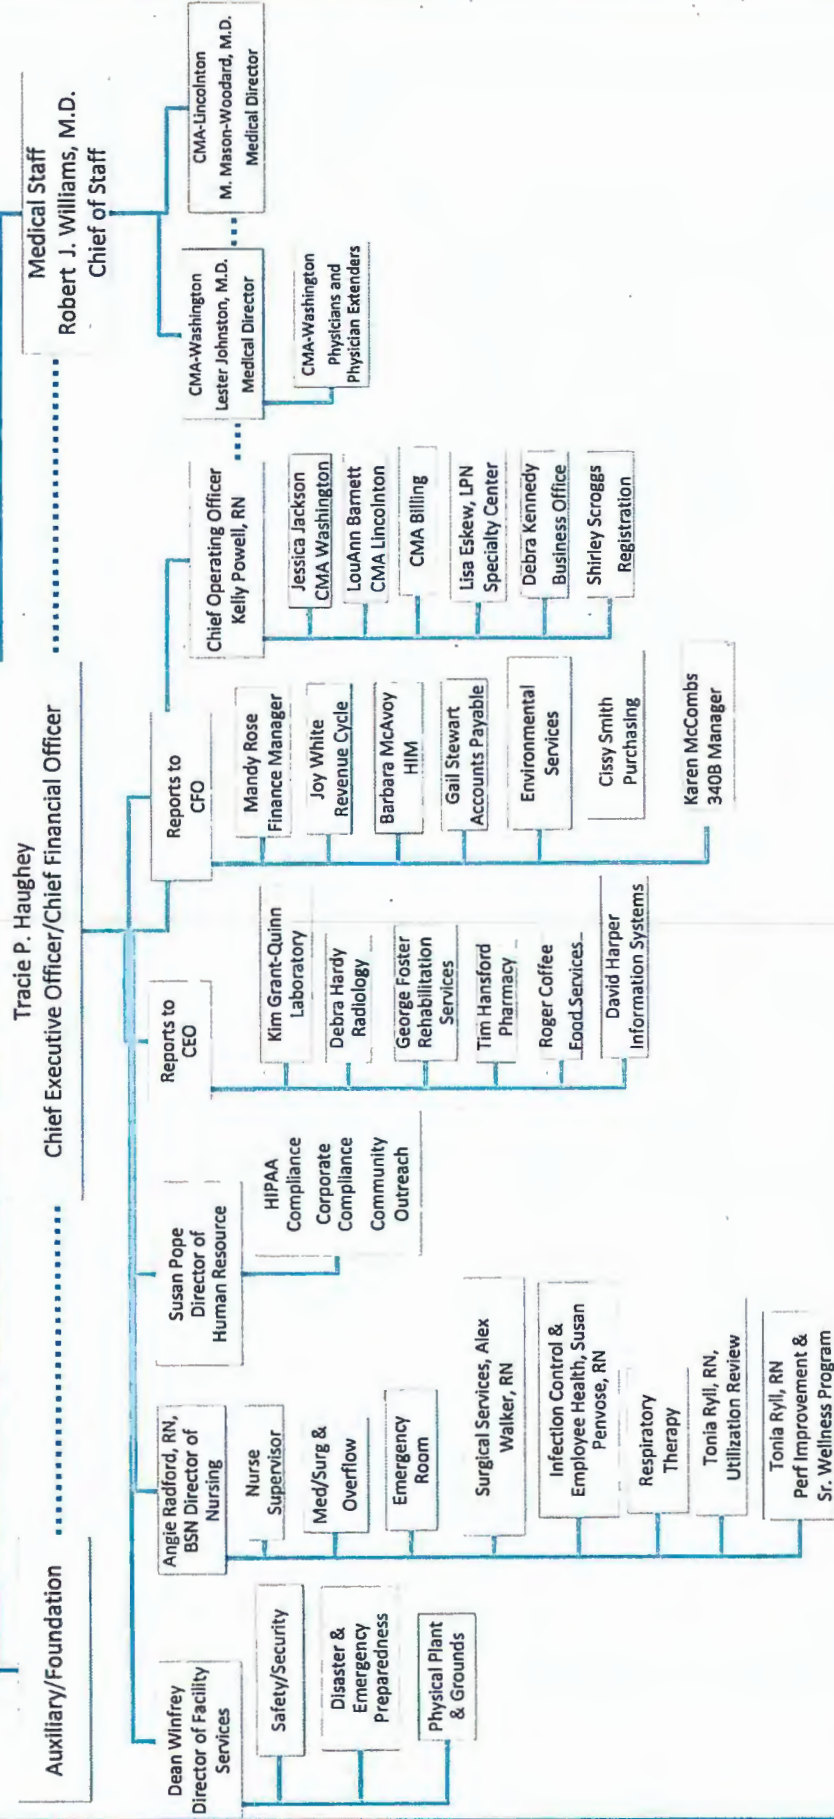 Tracie P. Haughey
Chief Executive Officer/Chief Financial Officer
Auxiliary/Foundation
Medical Staff
Robert J. Williams, M.D.
Chief of Staff
Dean Winfrey
Director of Facility
Services
Safety/Security
Disaster &
Emergency
Preparedness
Physical Plant
& Grounds
Angie Radford, RN,
BSN Director of
Nursing
Nurse
Supervisor
Med/Surg &
Overflow
Emergency
Room
Surgical Services, Alex
Walker, RN
Infection Control &
Employee Health, Susan
Penvose, RN
Respiratory
Therapy
Tonia Ryll, RN,
Utilization Review
Tonia Ryll, RN
Perf Improvement &
Sr. Wellness Program
Susan Pope
Director of
Human Resource
HIPAA
Compliance
Corporate
Compliance
Community
Outreach
Reports to
CEO
Kim Grant-Quinn
Laboratory
Debra Hardy
Radiology
George Foster
Rehabilitation
Services
Tim Hansford
Pharmacy
Roger Coffee
Food Services
David Harper
Information Systems
Reports to
CFO
Mandy Rose
Finance Manager
Joy White
Revenue Cycle
Barbara McAvoy
HIM
Gail Stewart
Accounts Payable
Environmental
Services
Cissy Smith
Purchasing
Karen McCombs
340B Manager
Chief Operating Officer
Kelly Powell, RN
Jessica Jackson
CMA Washington
LouAnn Barnett
CMA Lincolnton
CMA Billing
Lisa Eskew, LPN
Specialty Center
Debra Kennedy
Business Office
Shirley Scroggs
Registration
CMA-Washington
Lester Johnston, M.D.
Medical Director
CMA-Washington
Physicians and
Physician Extenders
CMA-Lincolnton
M. Mason-Woodard, M.D.
Medical Director